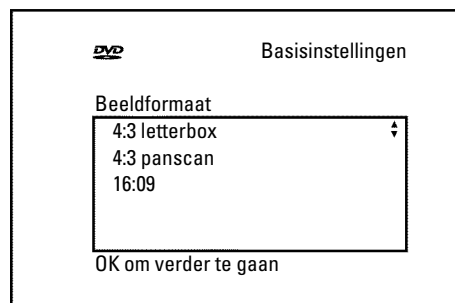 DVD Basisinstellingen
Beeldformaat
4:3 letterbox
4:3 panscan
16:09
OK om verder te gaan